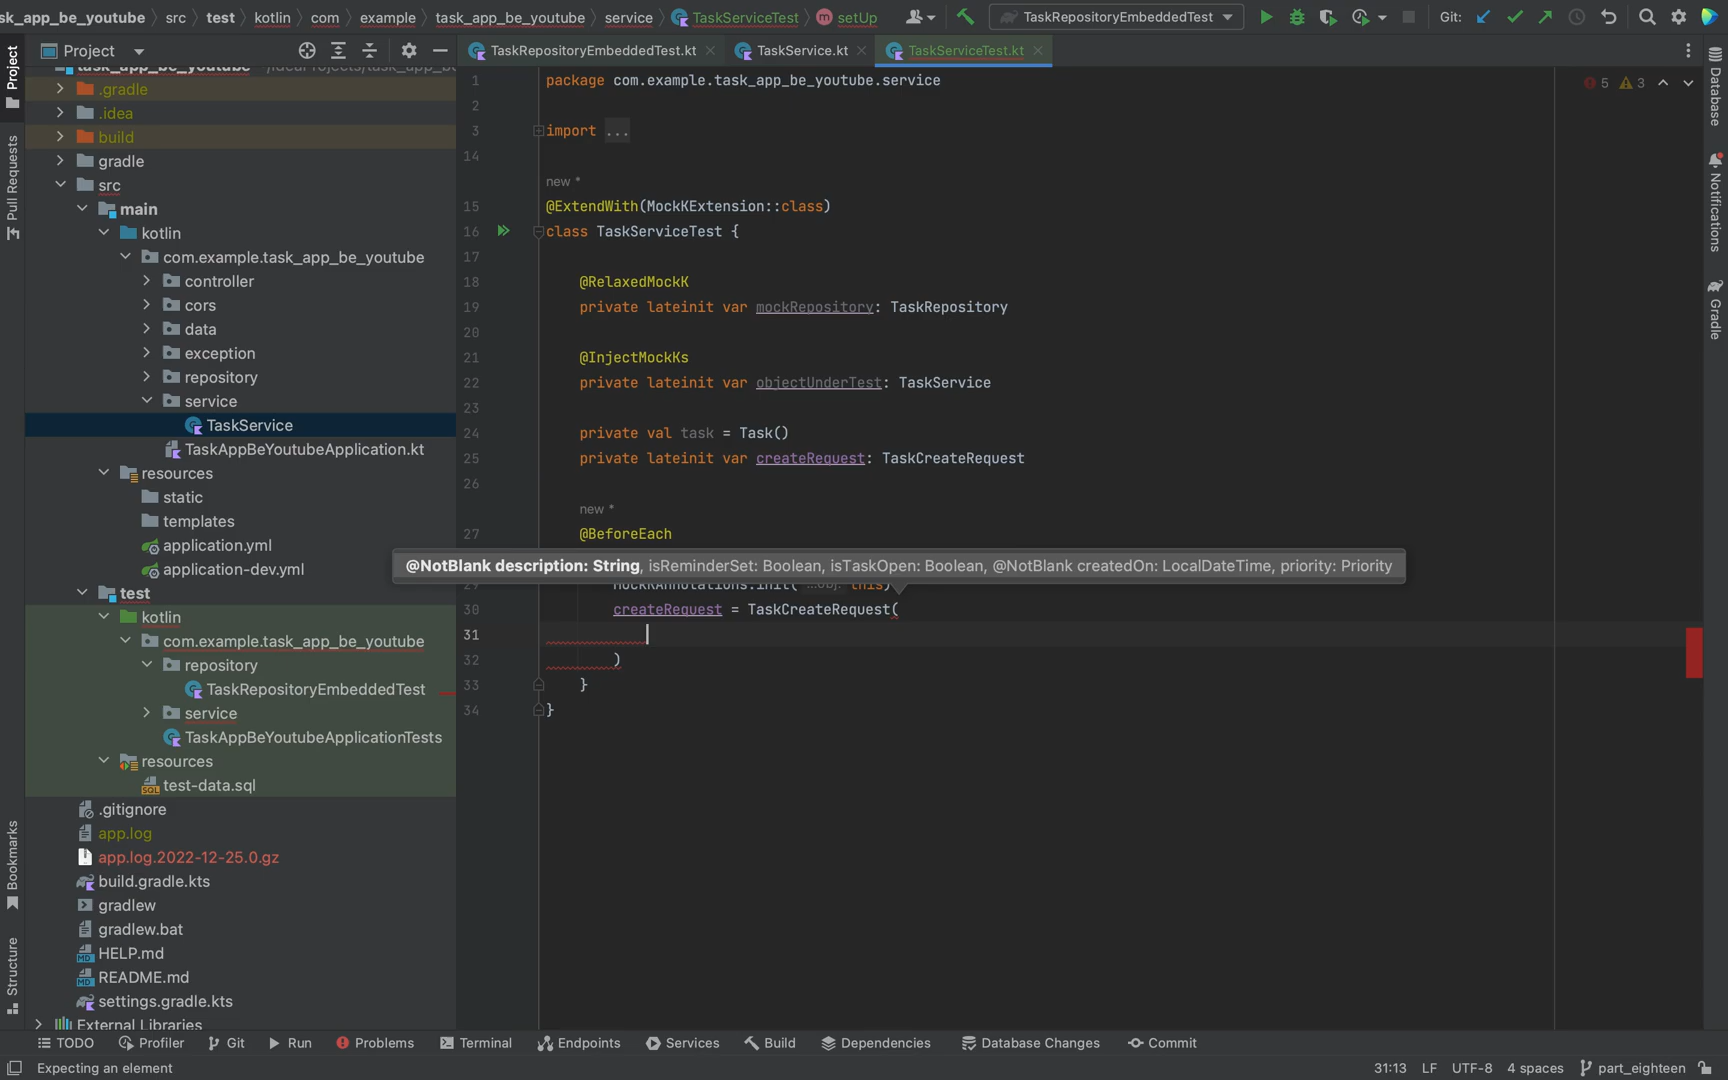 sk_app_be_youtube › src › test › kotlin › com › example › task_app_be_youtube › service › TaskServiceTest › setUp
TaskRepositoryEmbeddedTest
Git:
Project
TaskRepositoryEmbeddedTest.kt
TaskService.kt
TaskServiceTest.kt
Project
Pull Requests
Bookmarks
Structure
task_app_be_youtube
.gradle
.idea
build
gradle
src
main
kotlin
com.example.task_app_be_youtube
controller
cors
data
exception
repository
service
TaskService
TaskAppBeYoutubeApplication.kt
resources
static
templates
application.yml
application-dev.yml
test
kotlin
com.example.task_app_be_youtube
repository
TaskRepositoryEmbeddedTest
service
TaskAppBeYoutubeApplicationTests
resources
test-data.sql
.gitignore
app.log
app.log.2022-12-25.0.gz
build.gradle.kts
gradlew
gradlew.bat
HELP.md
README.md
settings.gradle.kts
External Libraries
5 3
1 package com.example.task_app_be_youtube.service
2
3 import ...
14
new *
15 @ExtendWith(MockKExtension::class)
16 class TaskServiceTest {
17
18 @RelaxedMockK
19 private lateinit var mockRepository: TaskRepository
20
21 @InjectMockKs
22 private lateinit var objectUnderTest: TaskService
23
24 private val task = Task()
25 private lateinit var createRequest: TaskCreateRequest
26
new *
27 @BeforeEach
@NotBlank description: String, isReminderSet: Boolean, isTaskOpen: Boolean, @NotBlank createdOn: LocalDateTime, priority: Priority
MockKAnnotations.init( ...obj: this)
30 createRequest = TaskCreateRequest(
31
32 )
33 }
34 }
Database
Notifications
Gradle
TODO Profiler Git Run Problems Terminal Endpoints Services Build Dependencies Database Changes Commit
Expecting an element
31:13 LF UTF-8 4 spaces part_eighteen